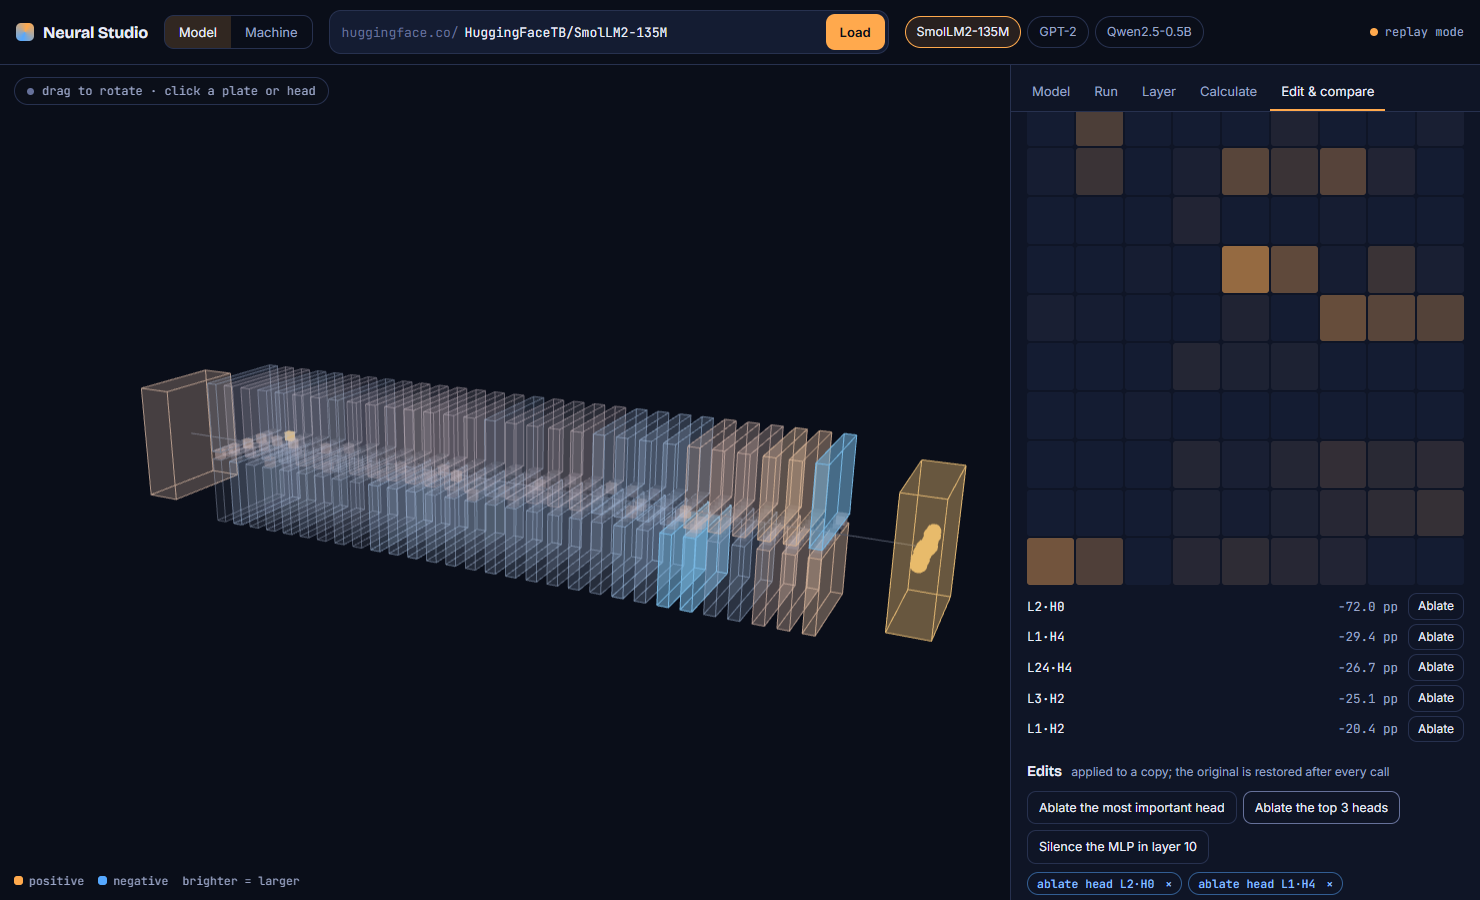 Neural Studio
Model
Machine
huggingface.co/ HuggingFaceTB/SmolLM2-135M
Load
SmolLM2-135M
GPT-2
Qwen2.5-0.5B
replay mode
drag to rotate · click a plate or head
Model
Run
Layer
Calculate
Edit & compare
L2·H0 -72.0 pp Ablate
L1·H4 -29.4 pp Ablate
L24·H4 -26.7 pp Ablate
L3·H2 -25.1 pp Ablate
L1·H2 -20.4 pp Ablate
Edits applied to a copy; the original is restored after every call
Ablate the most important head
Ablate the top 3 heads
Silence the MLP in layer 10
ablate head L2·H0 ×
ablate head L1·H4 ×
positive negative brighter = larger